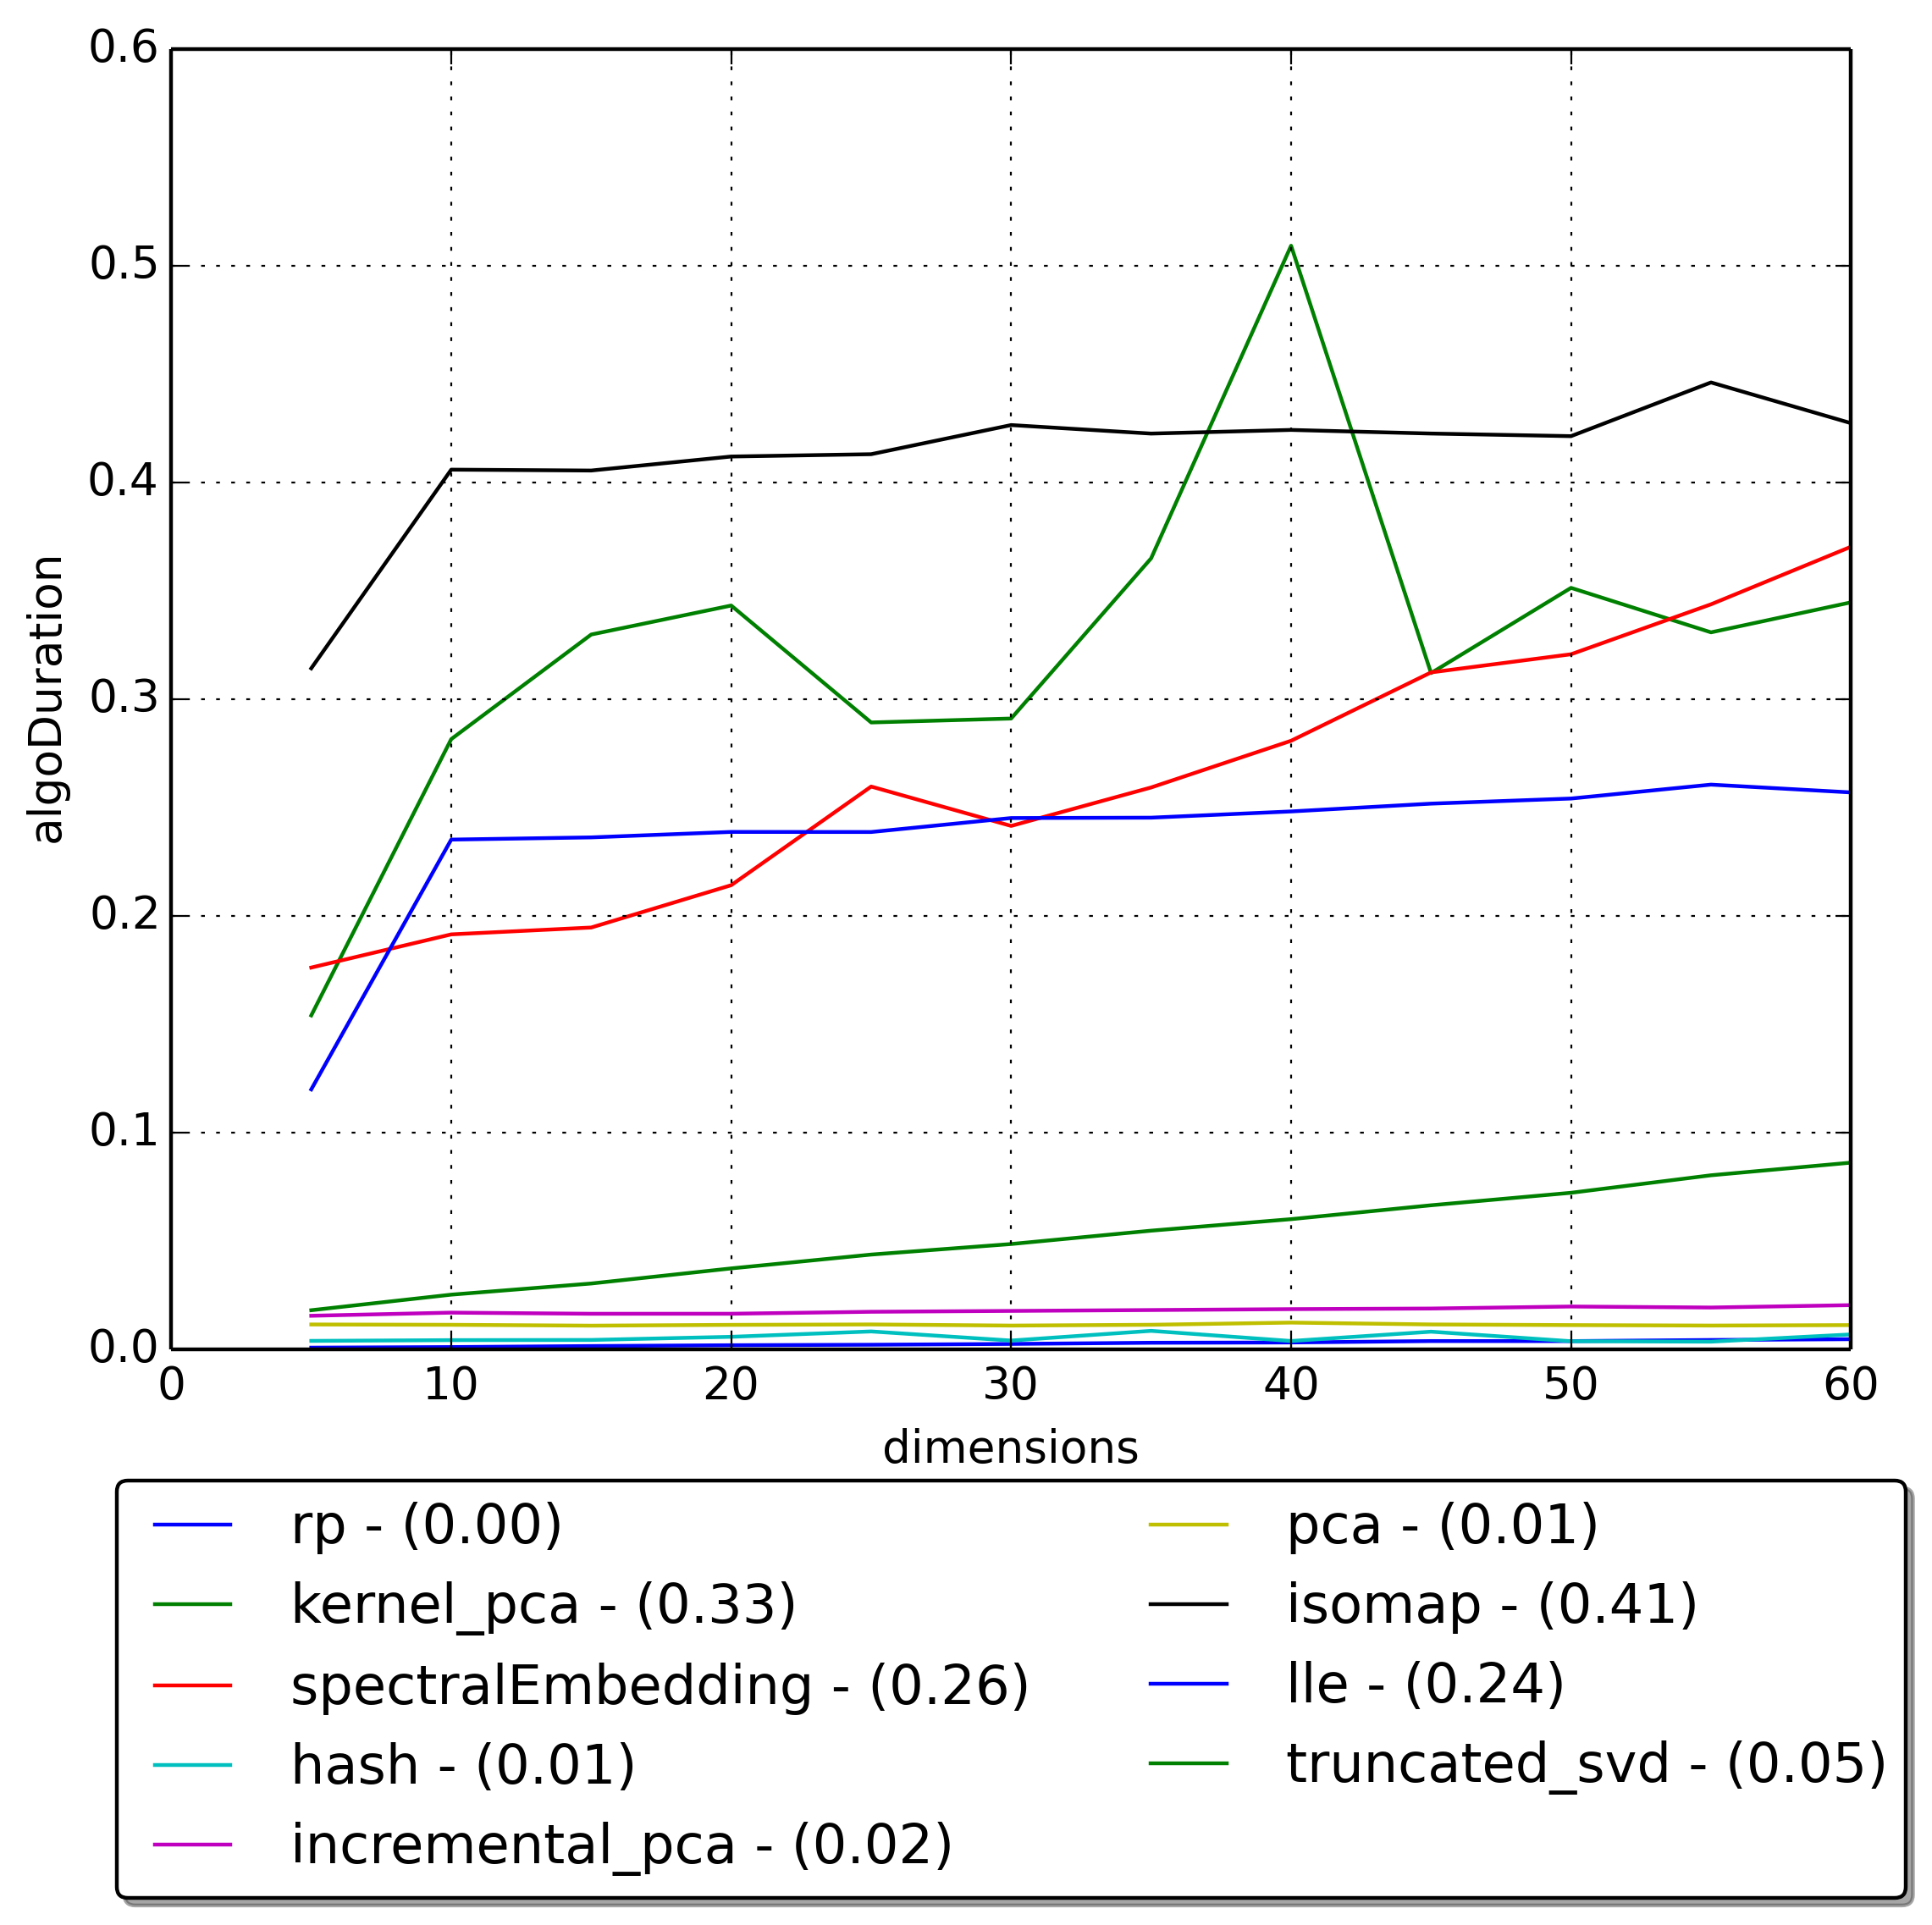 0.6
0.5
0.4
0.3
0.2
0.1
0.0
algoDuration
0 10 20 30 40 50 60
dimensions
rp - (0.00)
kernel_pca - (0.33)
spectralEmbedding - (0.26)
hash - (0.01)
incremental_pca - (0.02)
pca - (0.01)
isomap - (0.41)
lle - (0.24)
truncated_svd - (0.05)